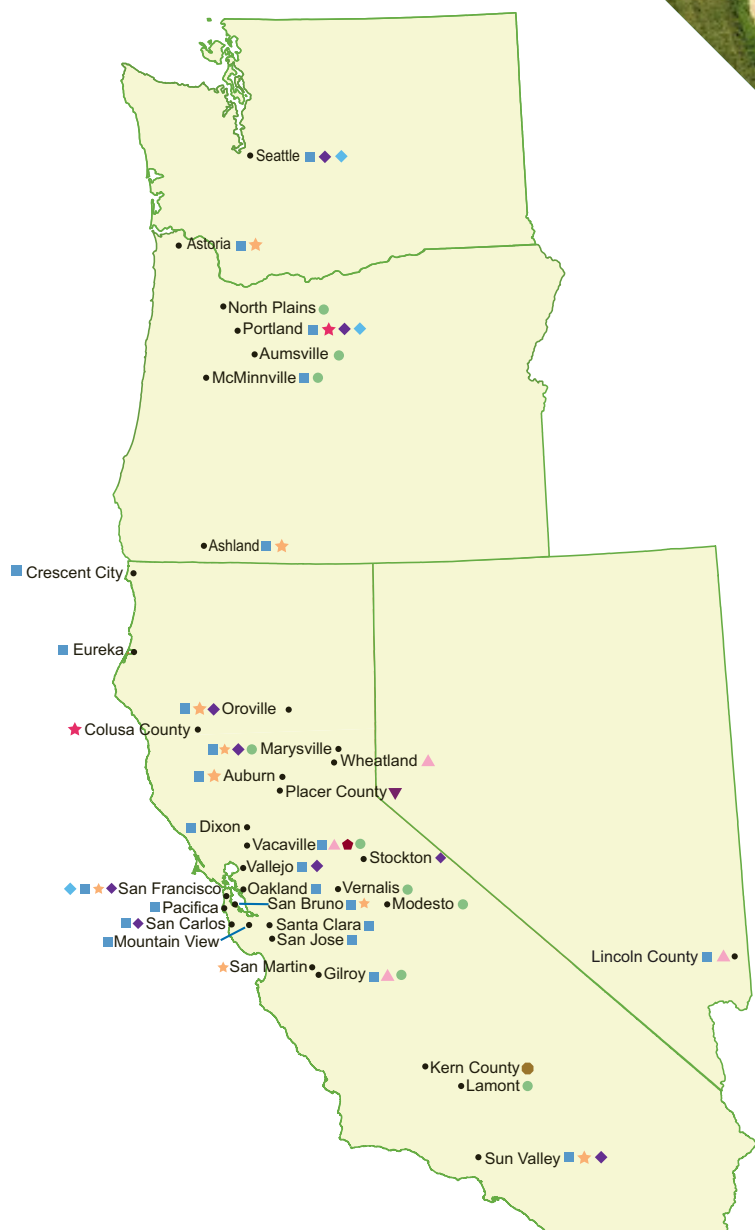 Seattle
Astoria
North Plains
Portland
Aumsville
McMinnville
Ashland
Crescent City
Eureka
Oroville
Colusa County
Marysville
Wheatland
Auburn
Placer County
Dixon
Vacaville
Stockton
Vallejo
San Francisco
Oakland
Vernalis
San Bruno
Modesto
Pacifica
San Carlos
Santa Clara
Mountain View
San Jose
Lincoln County
San Martin
Gilroy
Kern County
Lamont
Sun Valley